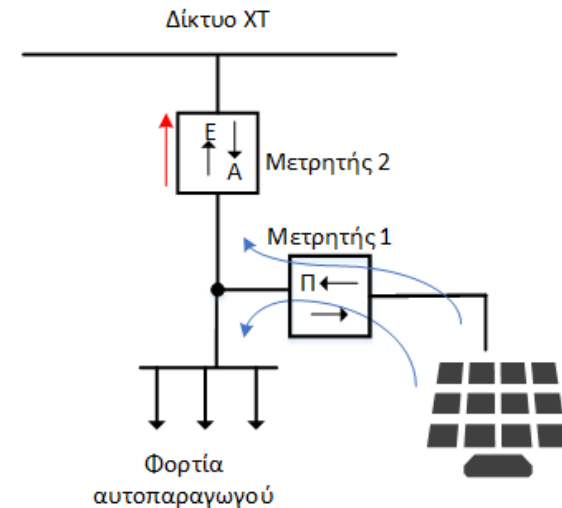 Δίκτυο ΧΤ
Ε
Α
Μετρητής 2
Μετρητής 1
Π
Φορτία
αυτοπαραγωγού